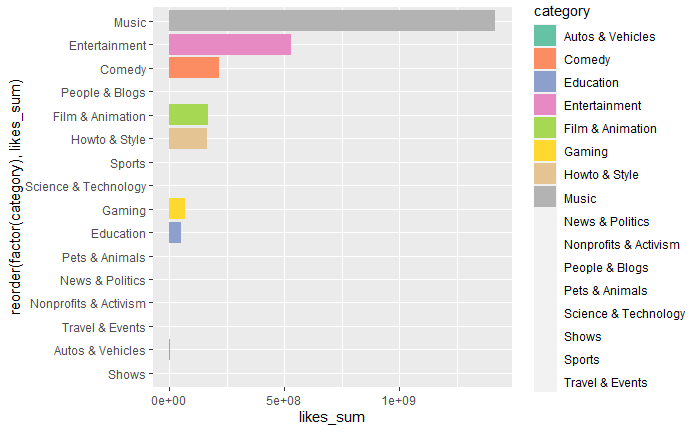 reorder(factor(category), likes_sum)
Music
Entertainment
Comedy
People & Blogs
Film & Animation
Howto & Style
Sports
Science & Technology
Gaming
Education
Pets & Animals
News & Politics
Nonprofits & Activism
Travel & Events
Autos & Vehicles
Shows
0e+00 5e+08 1e+09
likes_sum
category
Autos & Vehicles
Comedy
Education
Entertainment
Film & Animation
Gaming
Howto & Style
Music
News & Politics
Nonprofits & Activism
People & Blogs
Pets & Animals
Science & Technology
Shows
Sports
Travel & Events